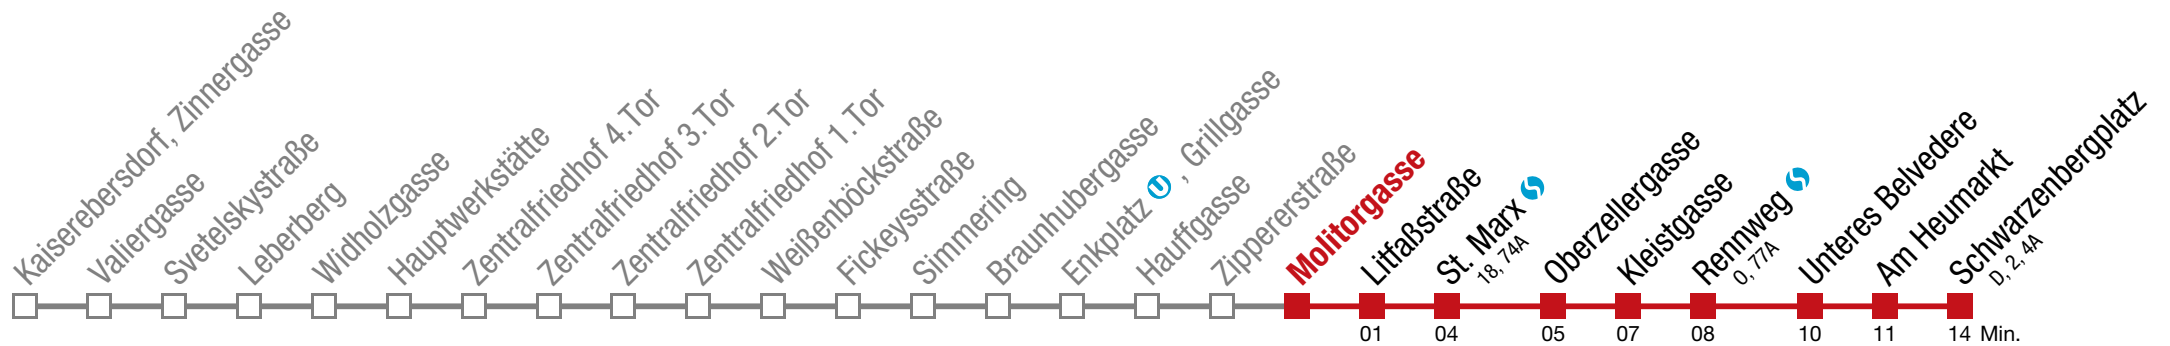 Kaiserebersdorf, Zinnergasse
Valiergasse
Svetelskystraße
Leberberg
Widholzgasse
Hauptwerkstätte
Zentralfriedhof 4.Tor
Zentralfriedhof 3.Tor
Zentralfriedhof 2.Tor
Zentralfriedhof 1.Tor
Weißenböckstraße
Fickeysstraße
Simmering
Braunhubergasse
Enkplatz U , Grillgasse
Hauffgasse
Zippererstraße
Molitorgasse
Litfaßstraße
St. Marx S
18, 74A
Oberzellergasse
Kleistgasse
Rennweg S
0, 77A
Unteres Belvedere
Am Heumarkt
Schwarzenbergplatz
D, 2, 4A
01 04 05 07 08 10 11 14 Min.